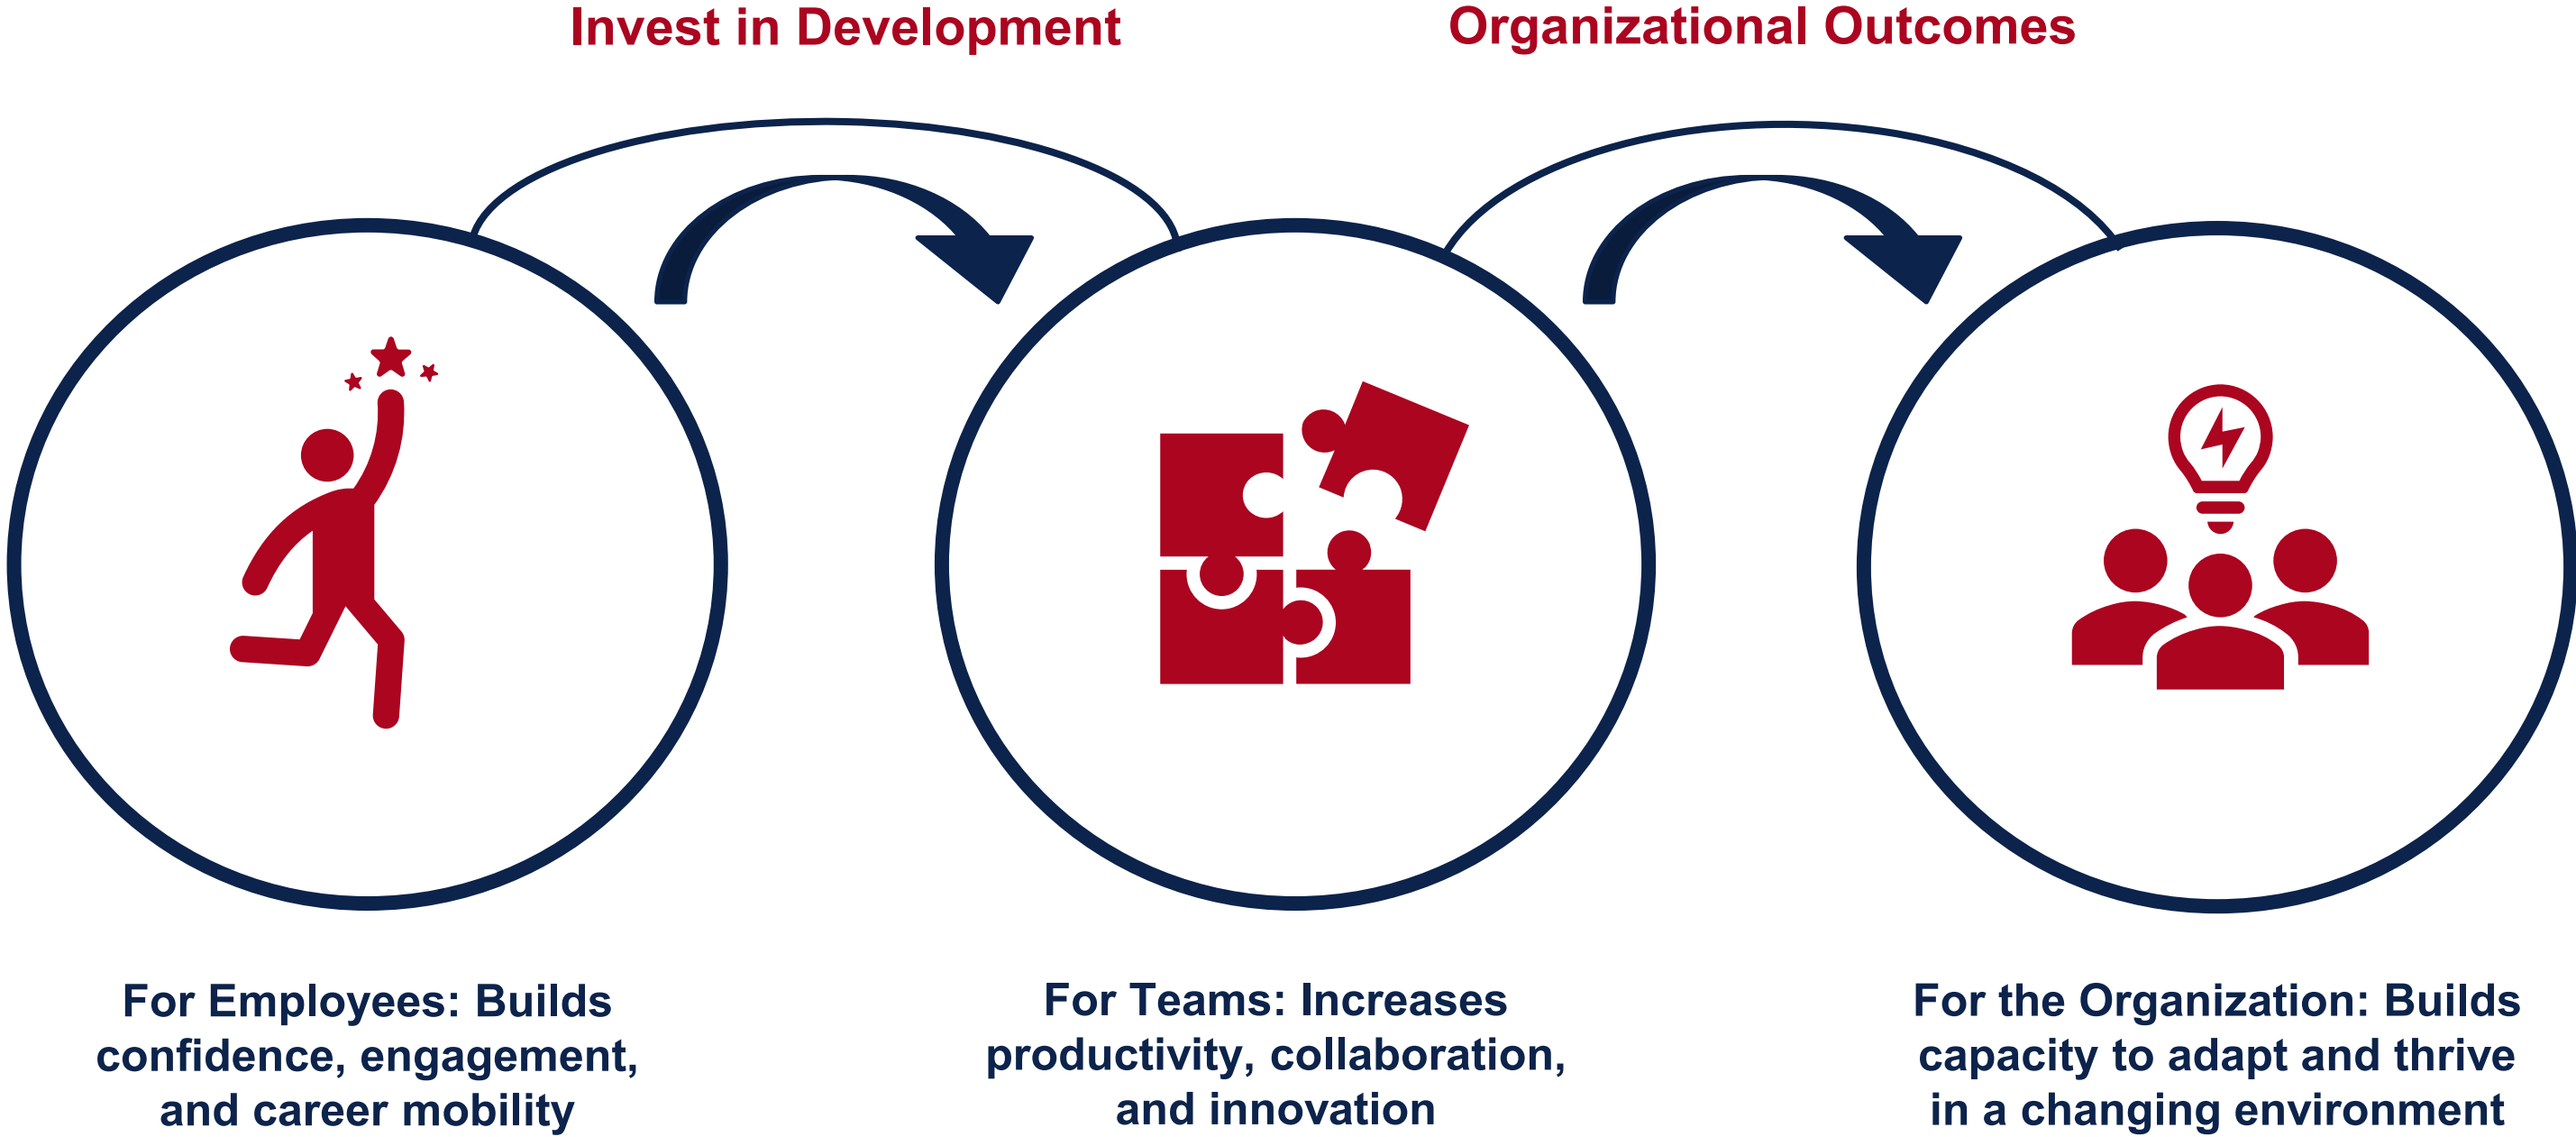 Invest in Development
Organizational Outcomes
For Employees: Builds
confidence, engagement,
and career mobility
For Teams: Increases
productivity, collaboration,
and innovation
For the Organization: Builds
capacity to adapt and thrive
in a changing environment